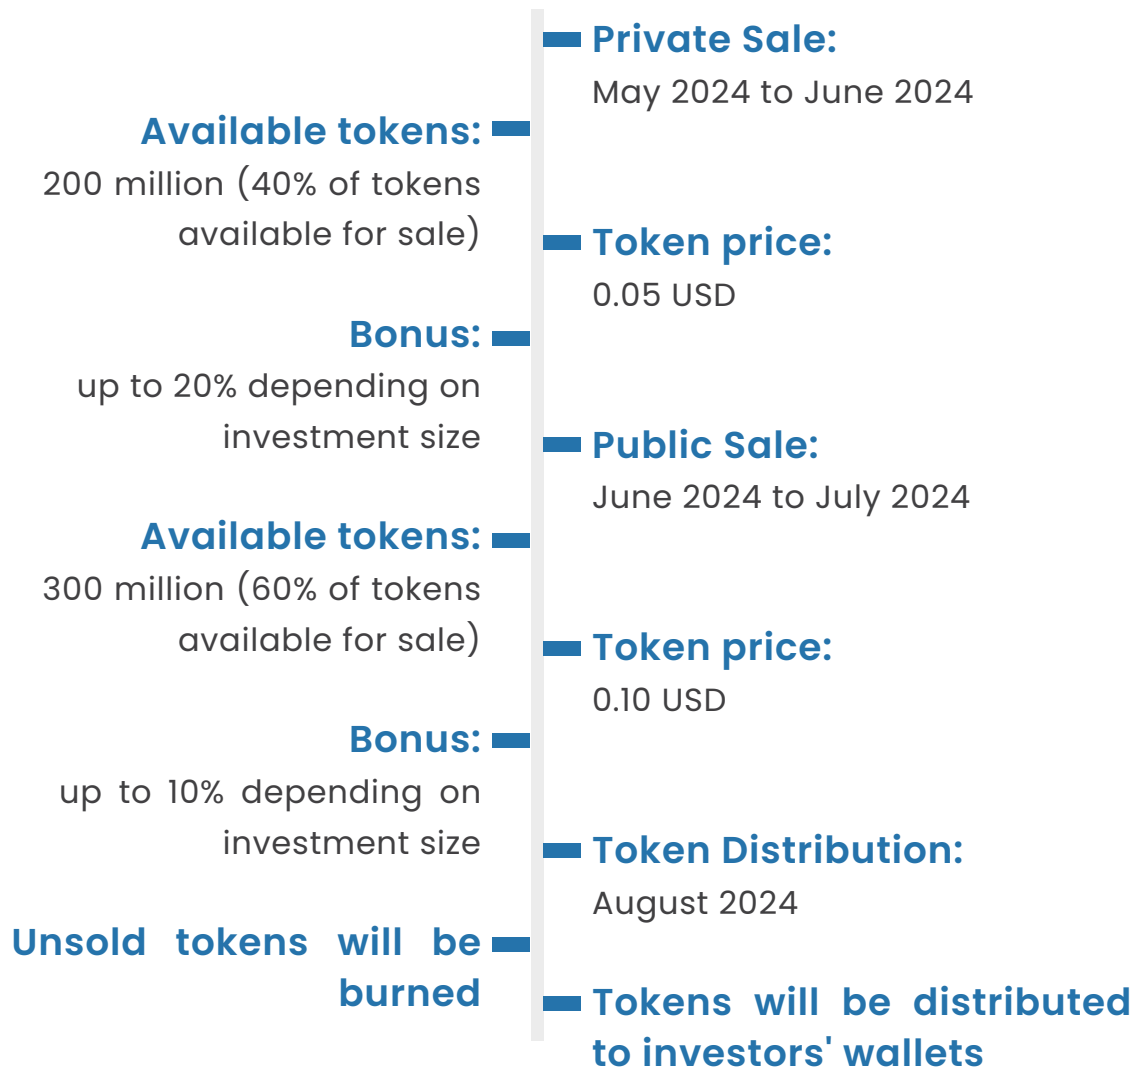 Private Sale:
May 2024 to June 2024
Available tokens:
200 million (40% of tokens
available for sale)
Token price:
0.05 USD
Bonus:
up to 20% depending on
investment size
Public Sale:
June 2024 to July 2024
Available tokens:
300 million (60% of tokens
available for sale)
Token price:
0.10 USD
Bonus:
up to 10% depending on
investment size
Token Distribution:
August 2024
Unsold tokens will be
burned
Tokens will be distributed
to investors' wallets